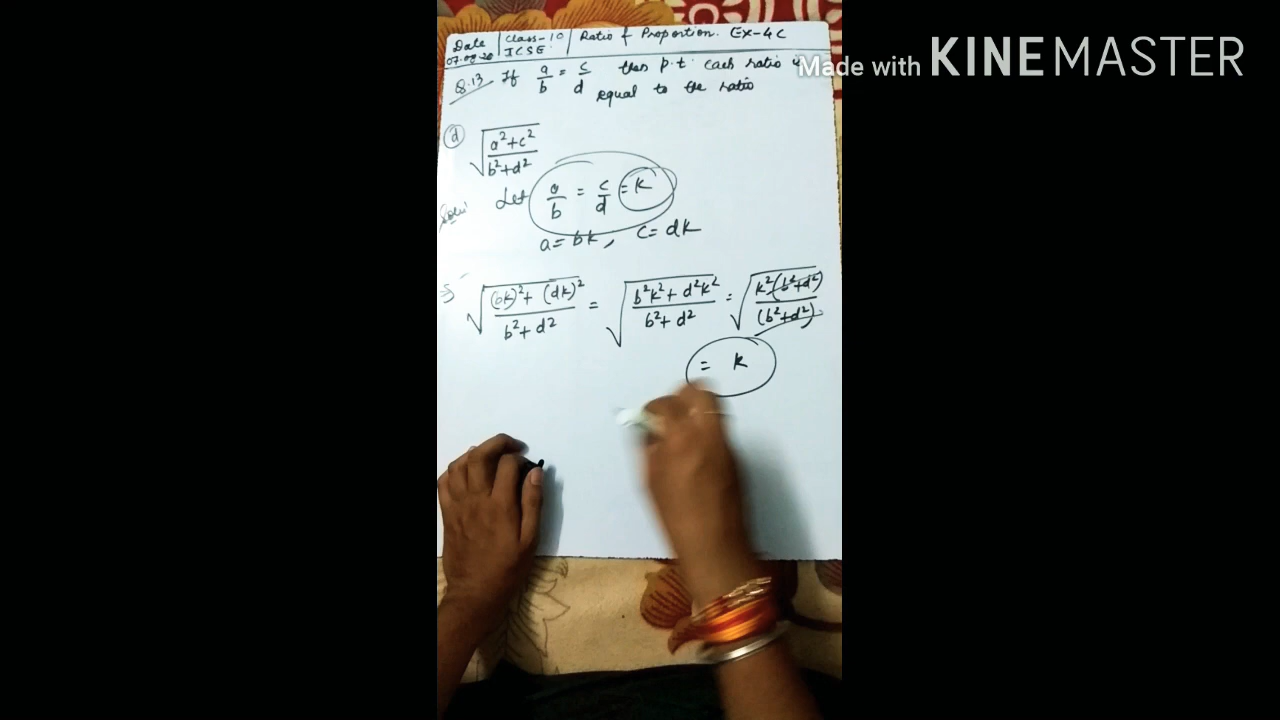 Made with KINEMASTER
Date Class-10 Ratio & Proportion. EX-4C
07.09.20 ICSE.
Q.13 If a/b = c/d then p.t. each ratio is
equal to the ratio
(d) √((a²+c²)/(b²+d²))
Soln: Let a/b = c/d = k
a = bk, c = dk
⇒ √(((bk)²+(dk)²)/(b²+d²)) = √((b²k²+d²k²)/(b²+d²)) = √((k²(b²+d²))/((b²+d²)))
= k